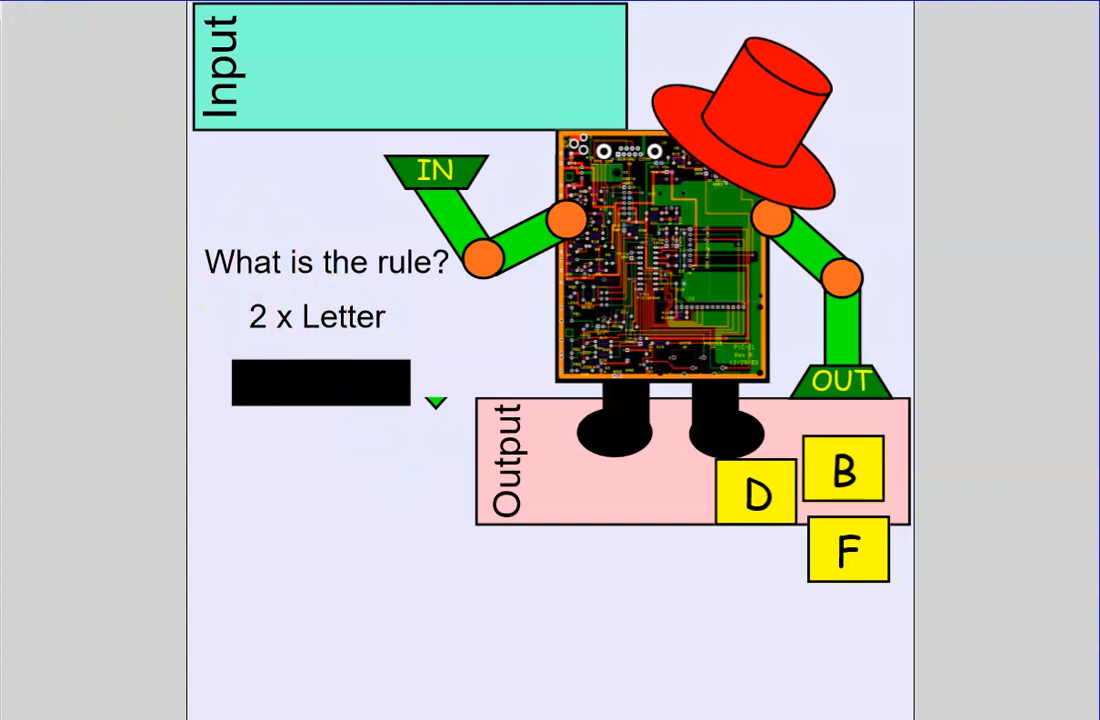 Input
IN
What is the rule?
2 x Letter
OUT
Output
B
D
F